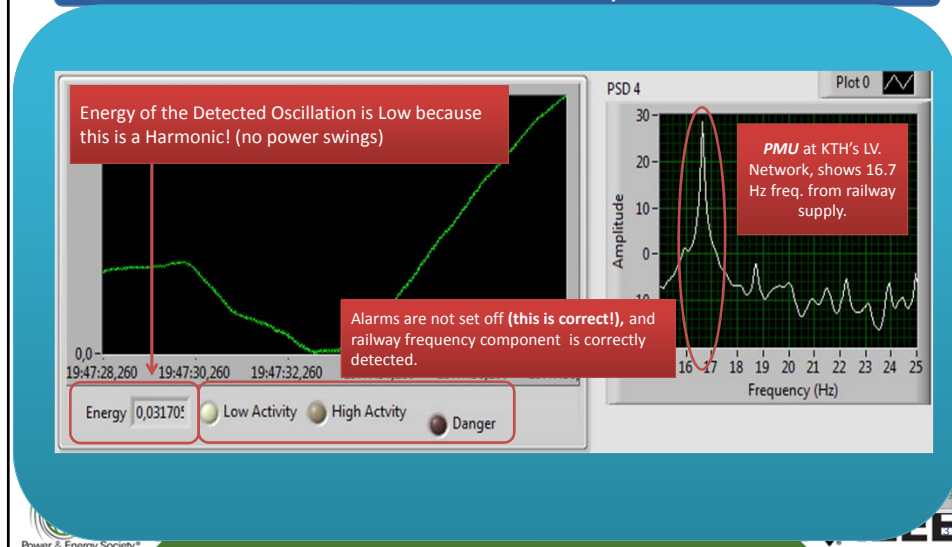 Energy of the Detected Oscillation is Low because
this is a Harmonic! (no power swings)
0,0
19:47:28,260
19:47:30,260
19:47:32,260
Alarms are not set off (this is correct!), and
railway frequency component is correctly
detected.
Energy
0,031705
Low Activity
High Actvity
Danger
PSD 4
Plot 0
Amplitude
30
20
10
0
PMU at KTH's LV.
Network, shows 16.7
Hz freq. from railway
supply.
16 17 18 19 20 21 22 23 24 25
Frequency (Hz)
Power & Energy Society®